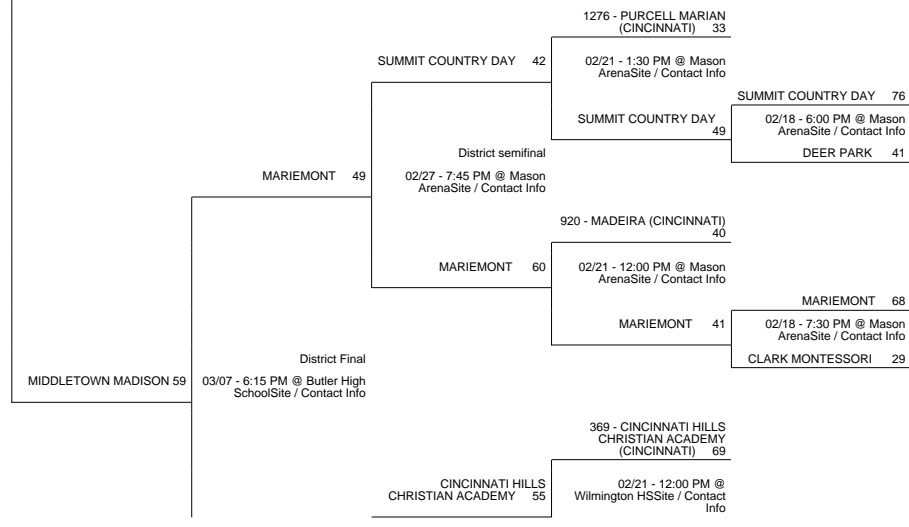 1276 - PURCELL MARIAN
(CINCINNATI) 33
SUMMIT COUNTRY DAY 42
02/21 - 1:30 PM @ Mason
ArenaSite / Contact Info
SUMMIT COUNTRY DAY 76
SUMMIT COUNTRY DAY
49
02/18 - 6:00 PM @ Mason
ArenaSite / Contact Info
District semifinal
DEER PARK 41
MARIEMONT 49
02/27 - 7:45 PM @ Mason
ArenaSite / Contact Info
920 - MADEIRA (CINCINNATI)
40
MARIEMONT 60
02/21 - 12:00 PM @ Mason
ArenaSite / Contact Info
MARIEMONT 68
MARIEMONT 41
02/18 - 7:30 PM @ Mason
ArenaSite / Contact Info
District Final
CLARK MONTESSORI 29
MIDDLETOWN MADISON 59
03/07 - 6:15 PM @ Butler High
SchoolSite / Contact Info
369 - CINCINNATI HILLS
CHRISTIAN ACADEMY
(CINCINNATI) 69
CINCINNATI HILLS
CHRISTIAN ACADEMY 55
02/21 - 12:00 PM @
Wilmington HSSite / Contact
Info